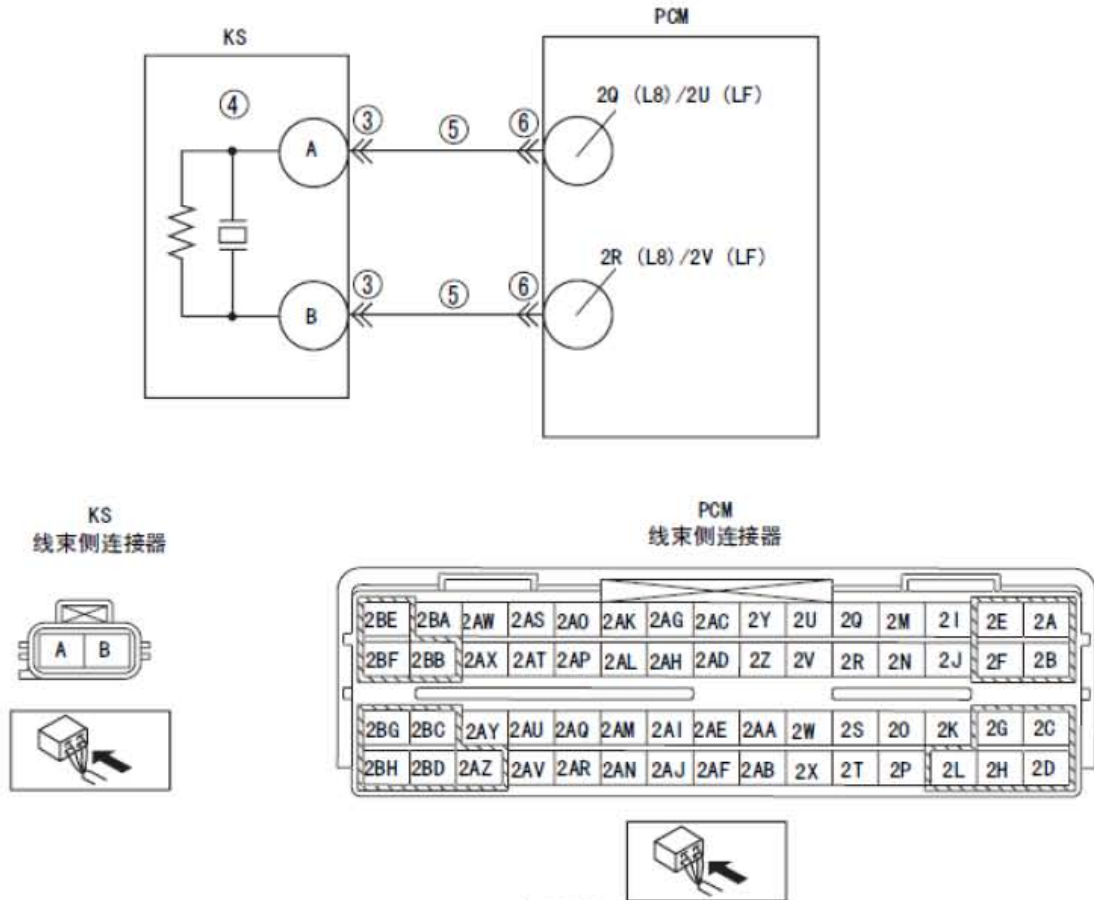 KS
PCM
④
A
③
⑤
⑥
2Q (L8)/2U (LF)
B
③
⑤
⑥
2R (L8)/2V (LF)
KS
线束侧连接器
A B
PCM
线束侧连接器
2BE 2BA 2AW 2AS 2AO 2AK 2AG 2AC 2Y 2U 2Q 2M 2I 2E 2A
2BF 2BB 2AX 2AT 2AP 2AL 2AH 2AD 2Z 2V 2R 2N 2J 2F 2B
2BG 2BC 2AY 2AU 2AQ 2AM 2AI 2AE 2AA 2W 2S 2O 2K 2G 2C
2BH 2BD 2AZ 2AV 2AR 2AN 2AJ 2AF 2AB 2X 2T 2P 2L 2H 2D